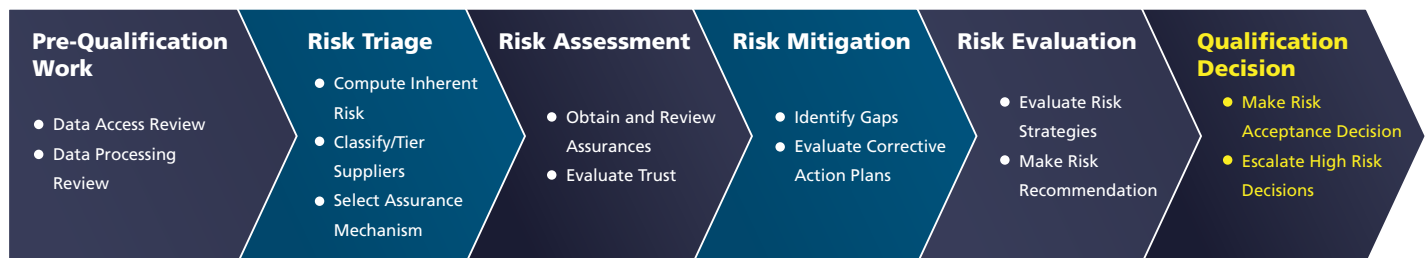 Pre-Qualification
Work
Data Access Review
Data Processing
Review
Risk Triage
Compute Inherent
Risk
Classify/Tier
Suppliers
Select Assurance
Mechanism
Risk Assessment
Obtain and Review
Assurances
Evaluate Trust
Risk Mitigation
Identify Gaps
Evaluate Corrective
Action Plans
Risk Evaluation
Evaluate Risk
Strategies
Make Risk
Recommendation
Qualification
Decision
Make Risk
Acceptance Decision
Escalate High Risk
Decisions